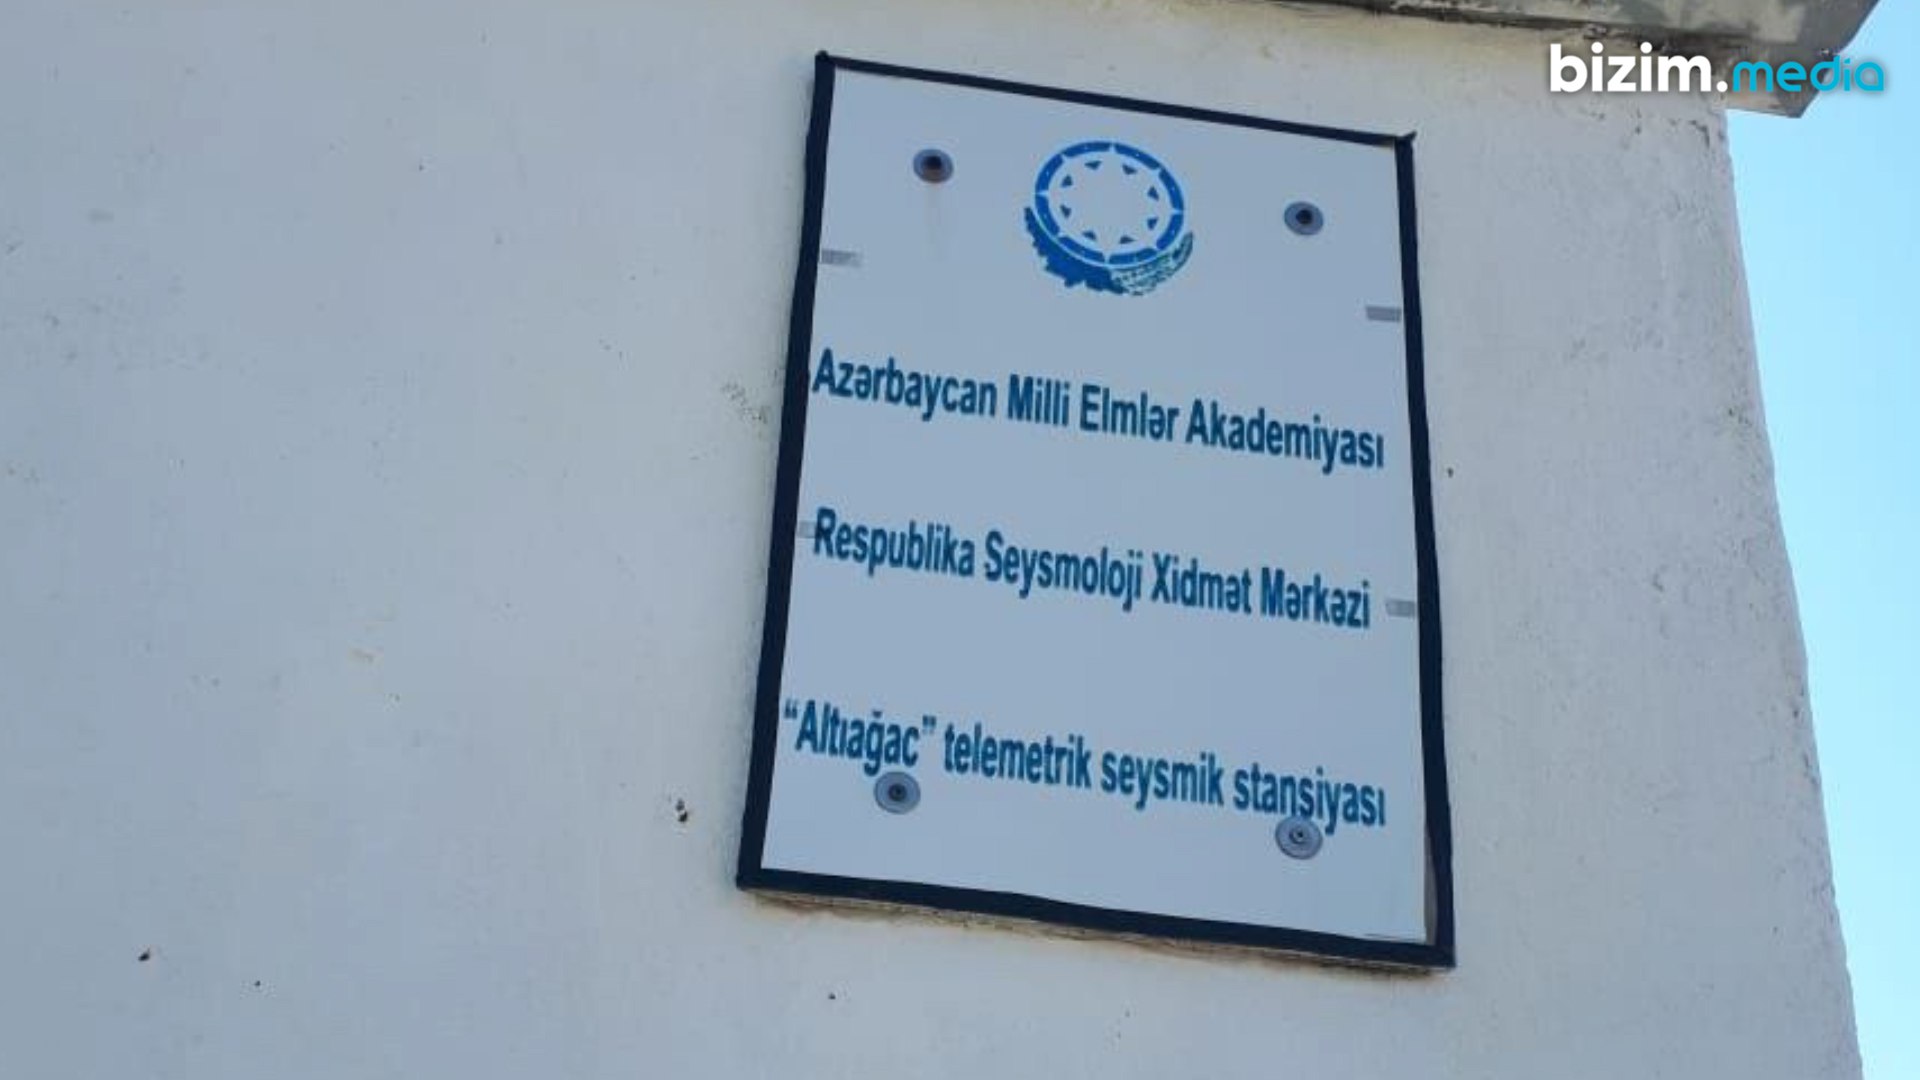 bizim.media
Azərbaycan Milli Elmlər Akademiyası
Respublika Seysmoloji Xidmət Mərkəzi
“Altıağac” telemetrik seysmik stansiyası